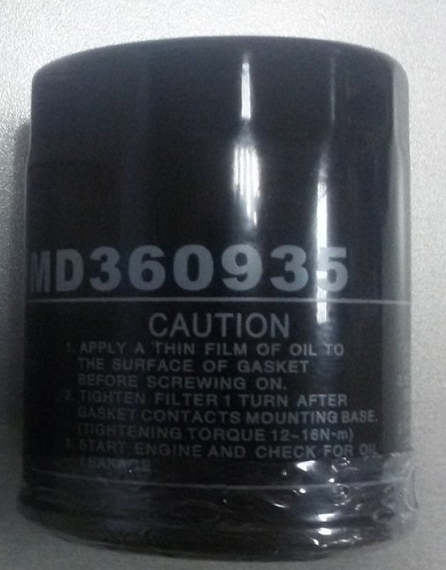 MD360935
CAUTION
1. APPLY A THIN FILM OF OIL TO
THE SURFACE OF GASKET
BEFORE SCREWING ON.
2. TIGHTEN FILTER 1 TURN AFTER
GASKET CONTACTS MOUNTING BASE.
(TIGHTENING TORQUE 12~16N·m)
3. START ENGINE AND CHECK FOR OIL
LEAKAGE